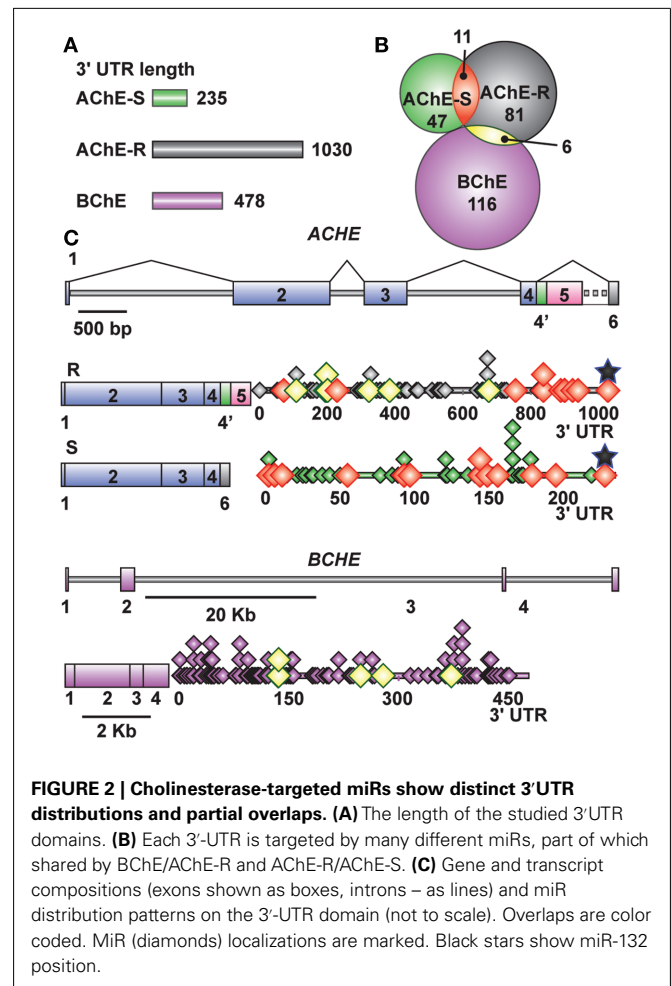 A
3' UTR length
AChE-S 235
AChE-R 1030
BChE 478
B
11
AChE-S
47
AChE-R
81
6
BChE
116
C
ACHE
1
2 3 4 5
500 bp
4' 6
R
2 3 4 5
1 4'
0 200 400 600 800 1000
3' UTR
S
2 3 4
1 6
0 50 100 150 200
3' UTR
BCHE
1 2 3 4
20 Kb
1 2 3 4
2 Kb
0 150 300 450
3' UTR
FIGURE 2 | Cholinesterase-targeted miRs show distinct 3′UTR
distributions and partial overlaps. (A) The length of the studied 3′UTR
domains. (B) Each 3′-UTR is targeted by many different miRs, part of which
shared by BChE/AChE-R and AChE-R/AChE-S. (C) Gene and transcript
compositions (exons shown as boxes, introns – as lines) and miR
distribution patterns on the 3′-UTR domain (not to scale). Overlaps are color
coded. MiR (diamonds) localizations are marked. Black stars show miR-132
position.